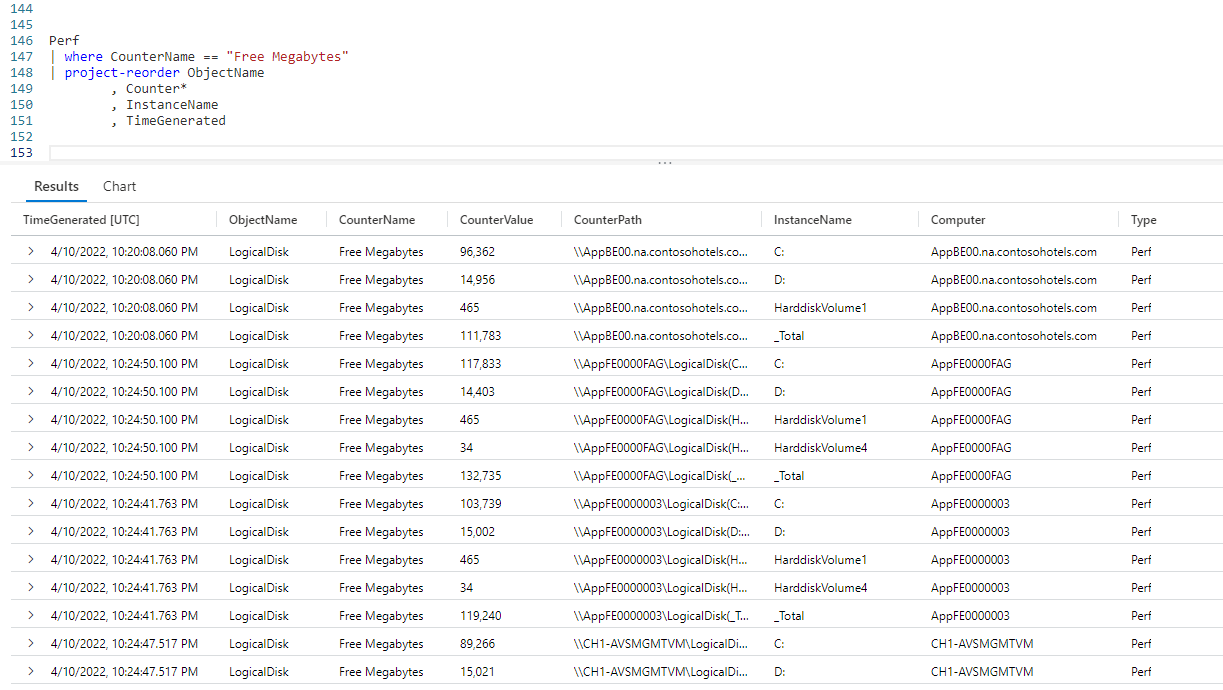 144
145
146 Perf
147 | where CounterName == "Free Megabytes"
148 | project-reorder ObjectName
149 , Counter*
150 , InstanceName
151 , TimeGenerated
152
153
...
Results Chart
TimeGenerated [UTC] ObjectName CounterName CounterValue CounterPath InstanceName Computer Type
> 4/10/2022, 10:20:08.060 PM LogicalDisk Free Megabytes 96,362 \\AppBE00.na.contosohotels.co... C: AppBE00.na.contosohotels.com Perf
> 4/10/2022, 10:20:08.060 PM LogicalDisk Free Megabytes 14,956 \\AppBE00.na.contosohotels.co... D: AppBE00.na.contosohotels.com Perf
> 4/10/2022, 10:20:08.060 PM LogicalDisk Free Megabytes 465 \\AppBE00.na.contosohotels.co... HarddiskVolume1 AppBE00.na.contosohotels.com Perf
> 4/10/2022, 10:20:08.060 PM LogicalDisk Free Megabytes 111,783 \\AppBE00.na.contosohotels.co... _Total AppBE00.na.contosohotels.com Perf
> 4/10/2022, 10:24:50.100 PM LogicalDisk Free Megabytes 117,833 \\AppFE0000FAG\LogicalDisk(C... C: AppFE0000FAG Perf
> 4/10/2022, 10:24:50.100 PM LogicalDisk Free Megabytes 14,403 \\AppFE0000FAG\LogicalDisk(D... D: AppFE0000FAG Perf
> 4/10/2022, 10:24:50.100 PM LogicalDisk Free Megabytes 465 \\AppFE0000FAG\LogicalDisk(H... HarddiskVolume1 AppFE0000FAG Perf
> 4/10/2022, 10:24:50.100 PM LogicalDisk Free Megabytes 34 \\AppFE0000FAG\LogicalDisk(H... HarddiskVolume4 AppFE0000FAG Perf
> 4/10/2022, 10:24:50.100 PM LogicalDisk Free Megabytes 132,735 \\AppFE0000FAG\LogicalDisk(_... _Total AppFE0000FAG Perf
> 4/10/2022, 10:24:41.763 PM LogicalDisk Free Megabytes 103,739 \\AppFE0000003\LogicalDisk(C:... C: AppFE0000003 Perf
> 4/10/2022, 10:24:41.763 PM LogicalDisk Free Megabytes 15,002 \\AppFE0000003\LogicalDisk(D:... D: AppFE0000003 Perf
> 4/10/2022, 10:24:41.763 PM LogicalDisk Free Megabytes 465 \\AppFE0000003\LogicalDisk(H... HarddiskVolume1 AppFE0000003 Perf
> 4/10/2022, 10:24:41.763 PM LogicalDisk Free Megabytes 34 \\AppFE0000003\LogicalDisk(H... HarddiskVolume4 AppFE0000003 Perf
> 4/10/2022, 10:24:41.763 PM LogicalDisk Free Megabytes 119,240 \\AppFE0000003\LogicalDisk(_T... _Total AppFE0000003 Perf
> 4/10/2022, 10:24:47.517 PM LogicalDisk Free Megabytes 89,266 \\CH1-AVSMGMTVM\LogicalDi... C: CH1-AVSMGMTVM Perf
> 4/10/2022, 10:24:47.517 PM LogicalDisk Free Megabytes 15,021 \\CH1-AVSMGMTVM\LogicalDi... D: CH1-AVSMGMTVM Perf